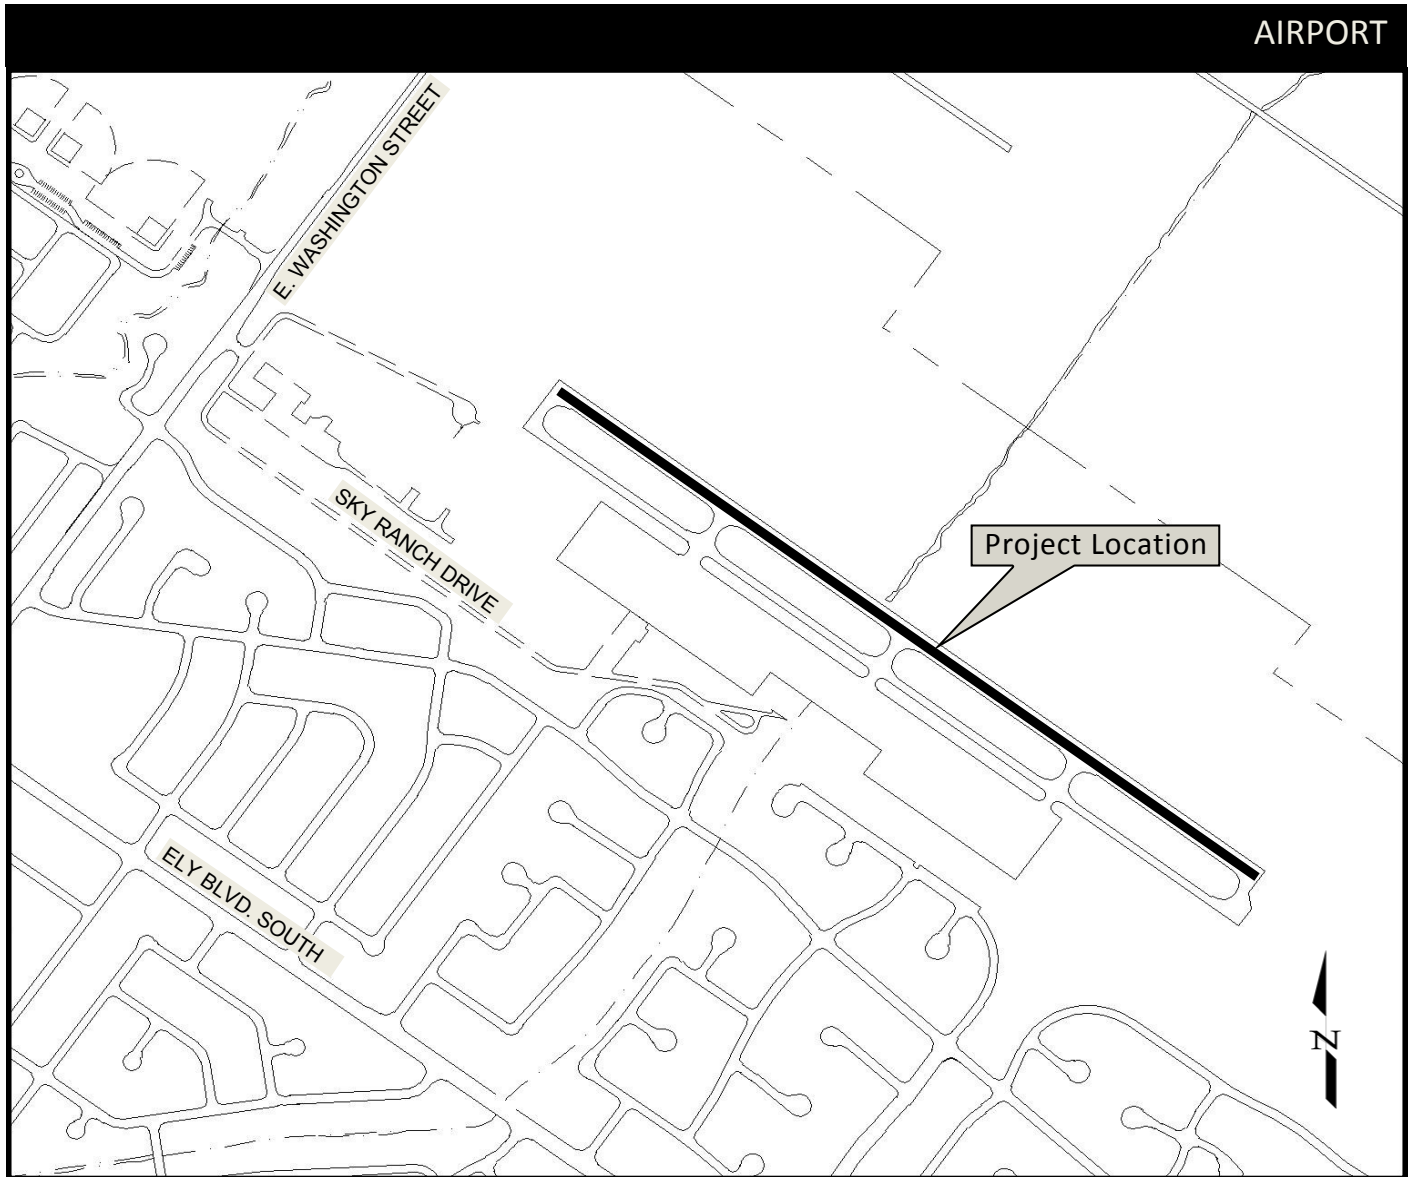 AIRPORT
E. WASHINGTON STREET
SKY RANCH DRIVE
Project Location
ELY BLVD. SOUTH
N